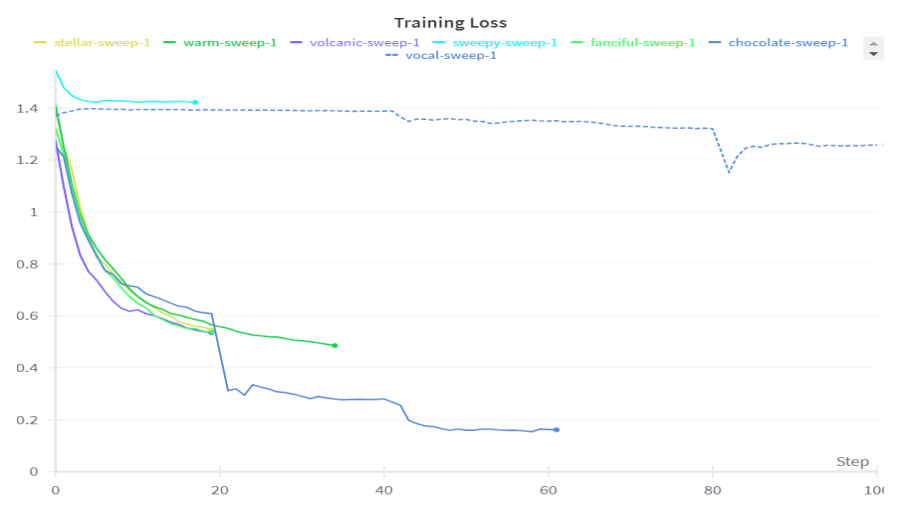 Training Loss
stellar-sweep-1 warm-sweep-1 volcanic-sweep-1 sweepy-sweep-1 fanciful-sweep-1 chocolate-sweep-1
vocal-sweep-1
1.4
1.2
1
0.8
0.6
0.4
0.2
0
Step
0 20 40 60 80 100